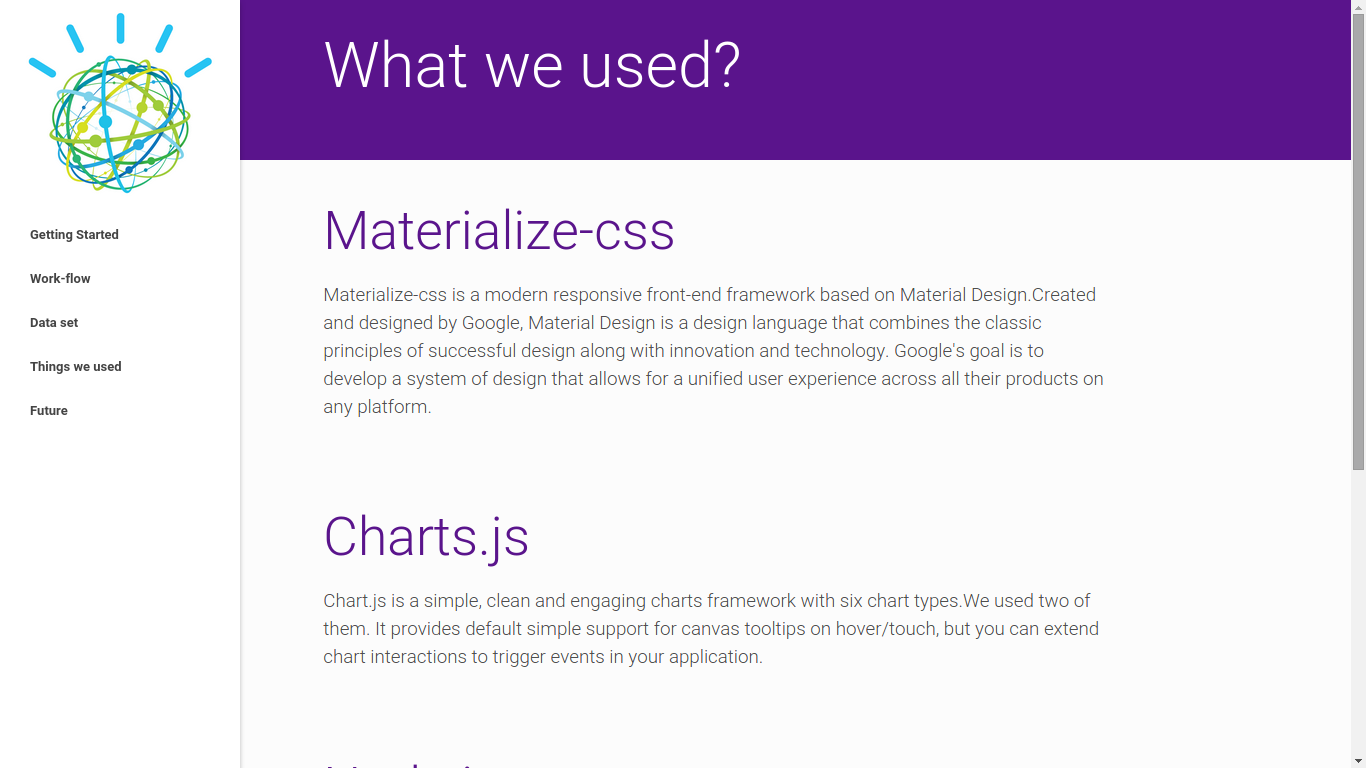 What we used?
Getting Started
Work-flow
Data set
Things we used
Future
Materialize-css
Materialize-css is a modern responsive front-end framework based on Material Design.Created
and designed by Google, Material Design is a design language that combines the classic
principles of successful design along with innovation and technology. Google's goal is to
develop a system of design that allows for a unified user experience across all their products on
any platform.
Charts.js
Chart.js is a simple, clean and engaging charts framework with six chart types.We used two of
them. It provides default simple support for canvas tooltips on hover/touch, but you can extend
chart interactions to trigger events in your application.